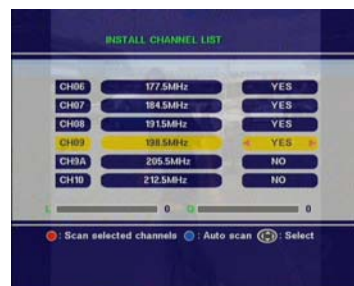 INSTALL CHANNEL LIST
CH06 177.5MHz YES
CH07 184.5MHz YES
CH08 191.5MHz YES
CH09 198.5MHz YES
CH9A 205.5MHz NO
CH10 212.5MHz NO
L 0 Q 0
: Scan selected channels : Auto scan : Select